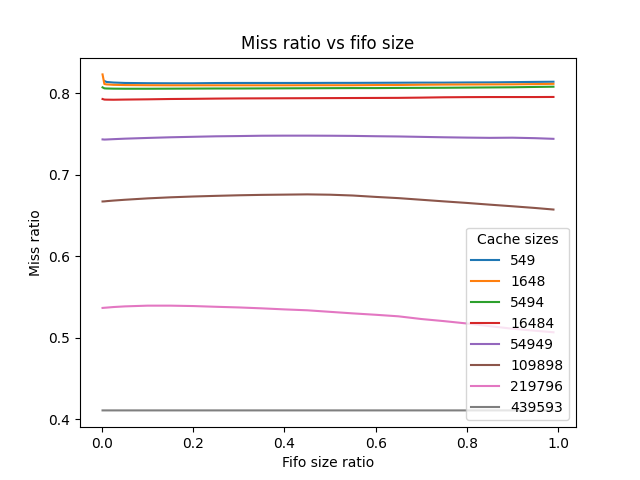 Miss ratio vs fifo size
Miss ratio
0.8
0.7
0.6
0.5
0.4
0.0 0.2 0.4 0.6 0.8 1.0
Fifo size ratio
Cache sizes
549
1648
5494
16484
54949
109898
219796
439593